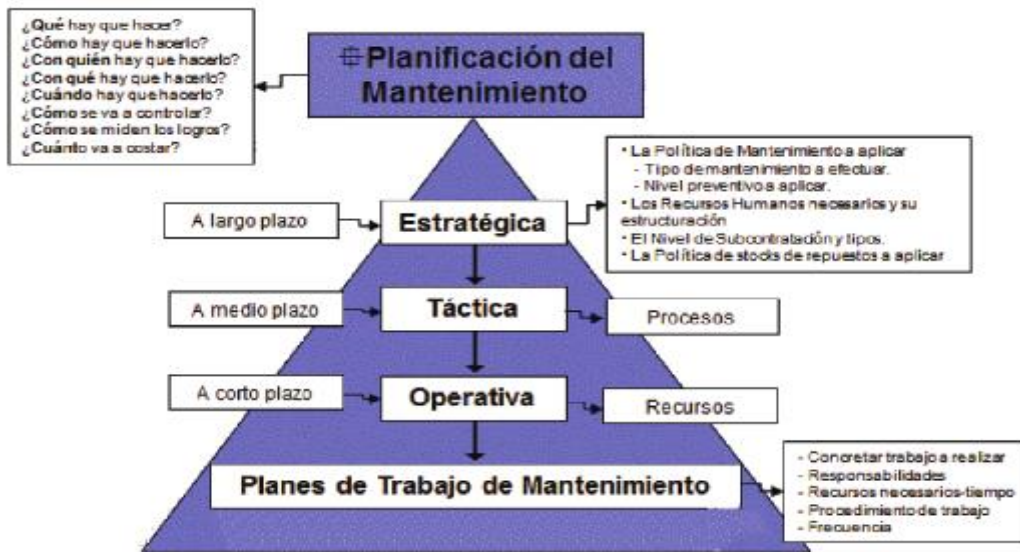 ¿Qué hay que hacer?
¿Cómo hay que hacerlo?
¿Con quién hay que hacerlo?
¿Con qué hay que hacerlo?
¿Cuándo hay que hacerlo?
¿Cómo se va a controlar?
¿Cómo se miden los logros?
¿Cuánto va a costar?
Planificación del
Mantenimiento
• La Política de Mantenimiento a aplicar
- Tipo de mantenimiento a efectuar.
- Nivel preventivo a aplicar.
• Los Recursos Humanos necesarios y su
estructuración
• El Nivel de Subcontratación y tipos.
• La Política de stocks de repuestos a aplicar
A largo plazo
Estratégica
A medio plazo
Táctica
Procesos
A corto plazo
Operativa
Recursos
Planes de Trabajo de Mantenimiento
- Concretar trabajo a realizar
- Responsabilidades
- Recursos necesarios-tiempo
- Procedimiento de trabajo
- Frecuencia